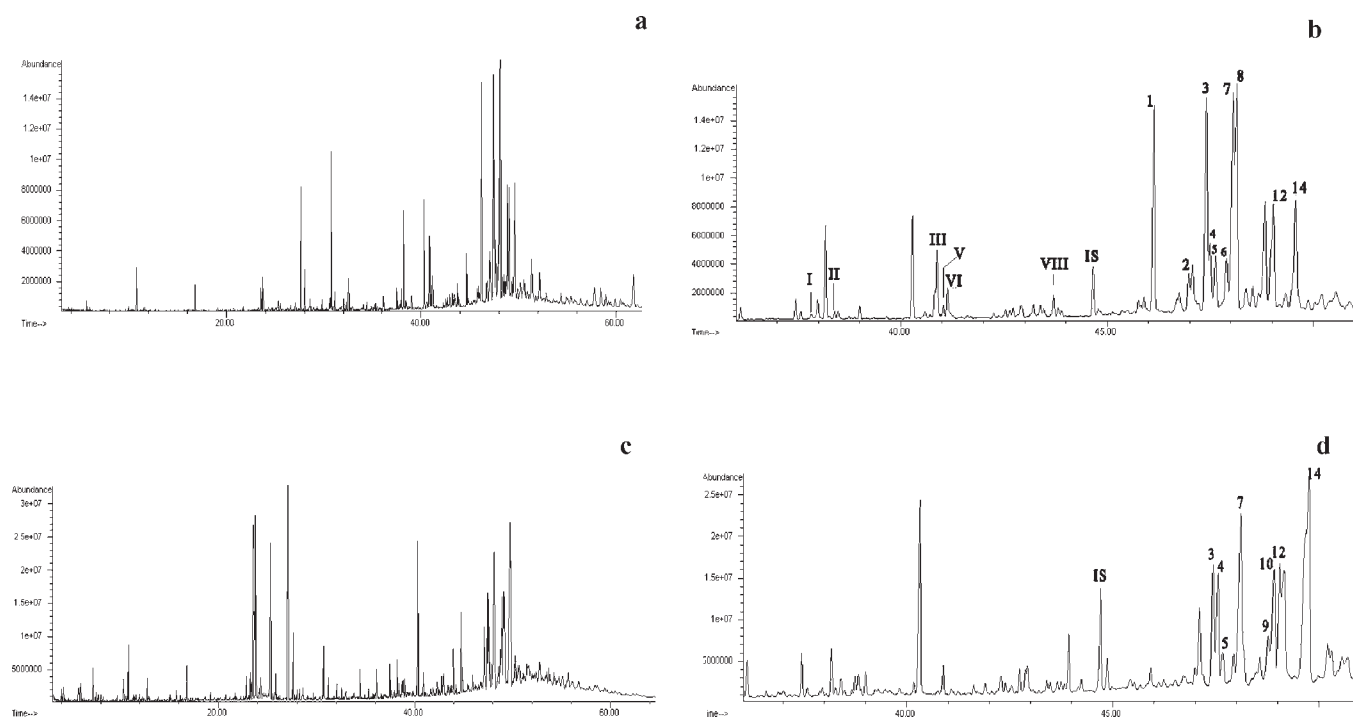 a
Abundance
1.4e+07
1.2e+07
1e+07
8000000
6000000
4000000
2000000
Time-->
20.00
40.00
60.00
b
Abundance
1.4e+07
1.2e+07
1e+07
8000000
6000000
4000000
2000000
Time-->
40.00
45.00
I
II
III
V
VI
VIII
IS
1
2
3
4
5
6
7
8
12
14
c
Abundance
3e+07
2.5e+07
2e+07
1.5e+07
1e+07
5000000
Time-->
20.00
40.00
60.00
d
Abundance
2.5e+07
2e+07
1.5e+07
1e+07
5000000
ime-->
40.00
45.00
IS
3
4
5
7
9
10
12
14